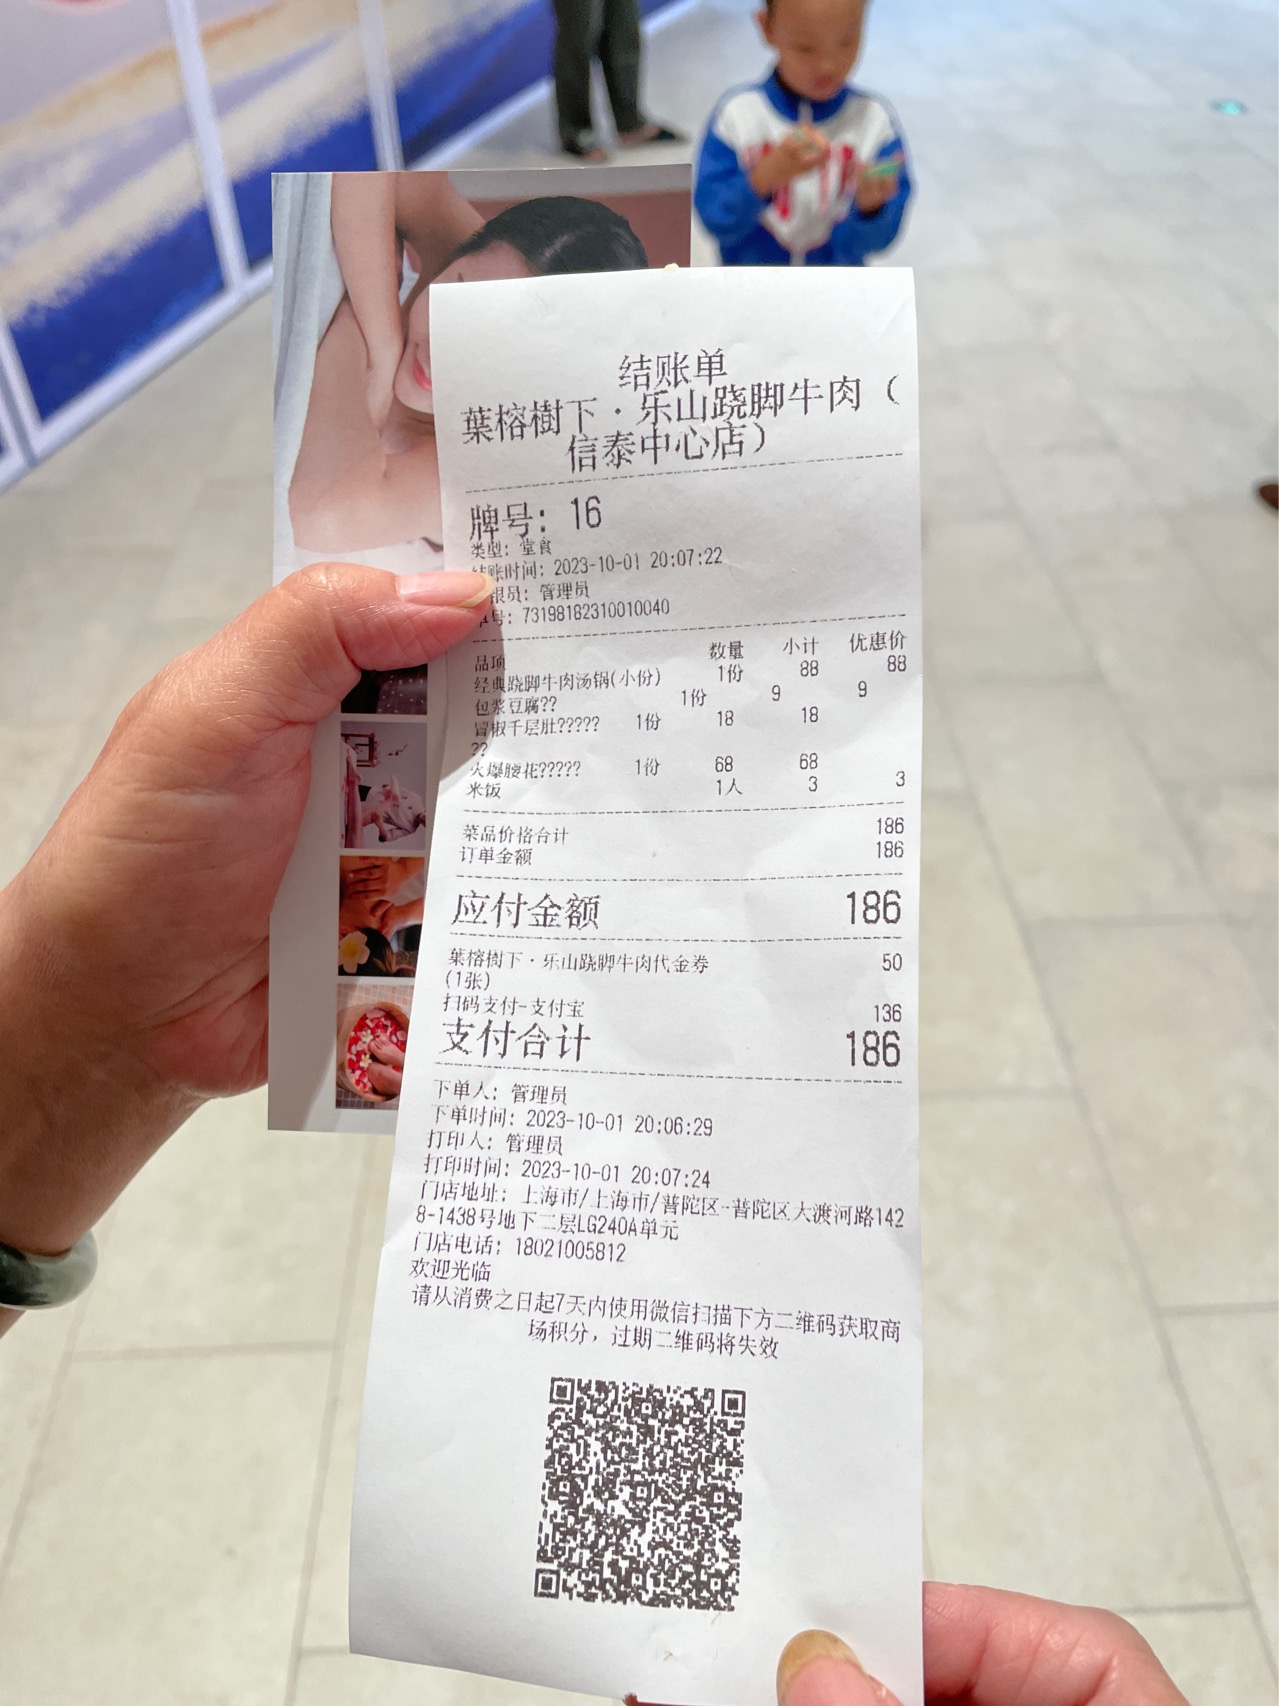 结账单
葉榕樹下·乐山跷脚牛肉（
信泰中心店）
牌号: 16
类型: 堂食
结账时间: 2023-10-01 20:07:22
银员: 管理员
单号: 73198182310010040
品项 数量 小计 优惠价
经典跷脚牛肉汤锅(小份) 1份 88 88
包浆豆腐?? 1份 9 9
冒椒千层肚????? 1份 18 18
??
火爆腰花????? 1份 68 68
米饭 1人 3 3
菜品价格合计 186
订单金额 186
应付金额 186
葉榕樹下·乐山跷脚牛肉代金券 50
(1张)
扫码支付-支付宝 136
支付合计 186
下单人: 管理员
下单时间: 2023-10-01 20:06:29
打印人: 管理员
打印时间: 2023-10-01 20:07:24
门店地址: 上海市/上海市/普陀区-普陀区大渡河路142
8-1438号地下二层LG240A单元
门店电话: 18021005812
欢迎光临
请从消费之日起7天内使用微信扫描下方二维码获取商
场积分，过期二维码将失效